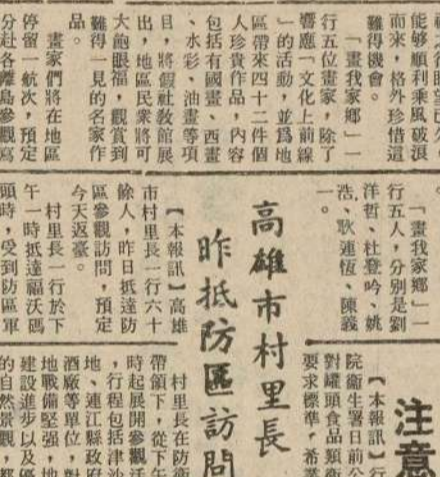 能夠順利乘風破浪
而來，格外珍惜這
難得機會。
「畫我家鄉」一
行五位畫家，除了
響應「文化上前線
」的活動，並爲地
區帶來四十二件個
人珍貴作品，內容
包括有國畫、西畫
、水彩、油畫等項
目，將假社教館展
出，地區民衆將可
大飽眼福，觀賞到
難得一見的名家作
品。
畫家們將在地區
停留一航次，預定
分赴各離島參觀寫
「畫我家鄉」一
行五人，分別是劉
洋哲、杜登吟、姚
浩、耿連恆、陳義
一。
高雄市村里長
昨抵防區訪問
【本報訊】高雄
市村里長一行六十
餘人，昨日抵達防
區參觀訪問，預定
今天返臺。
村里長一行於下
午一時抵達福沃碼
頭時，受到防區軍
村里長在防衛
帶領下，從下午
時起展開參觀活
，行程包括津沙
地、連江縣政府
酒廠等單位，對
地戰備堅强，地
建設進步以及優
的自然景觀，都
注意
【本報訊】行
院衞生署日前公
對罐頭食品類衞
要求標準，希業